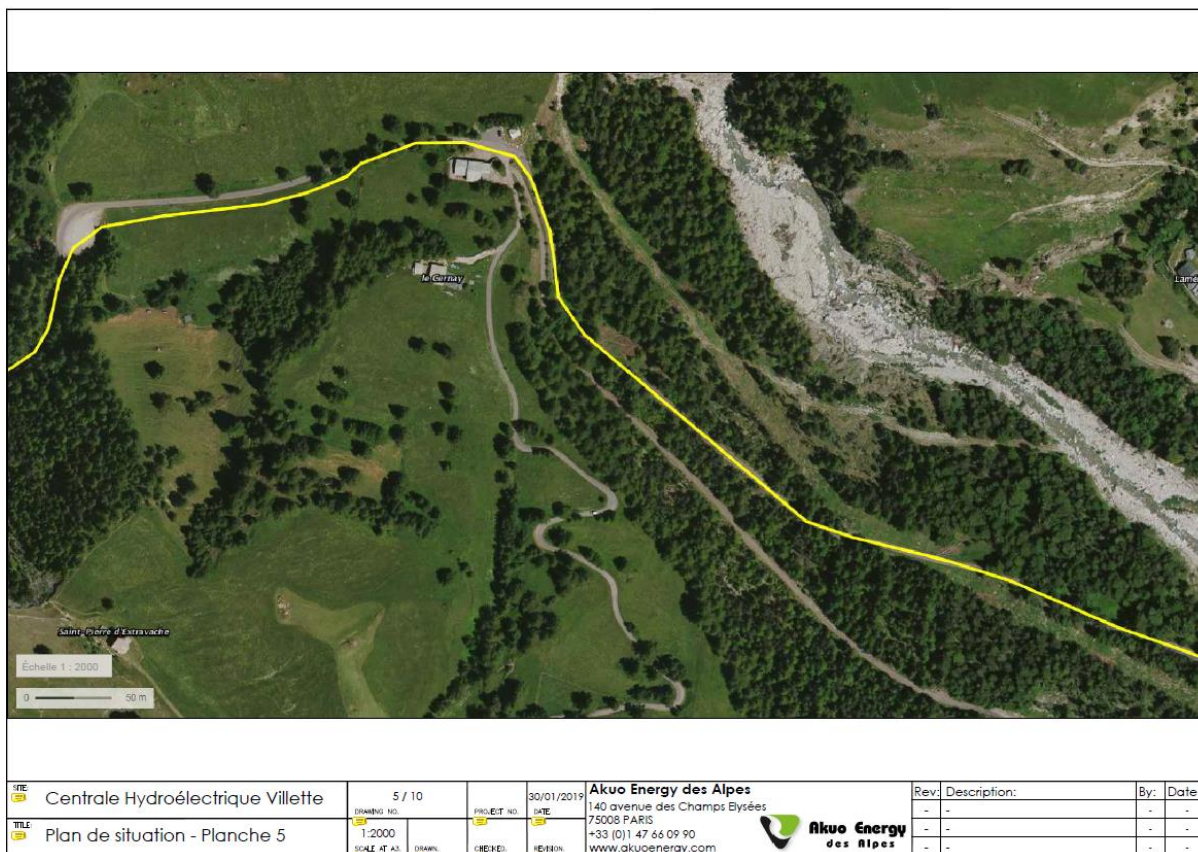 le Gernay
Lamé
Saint-Pierre d'Extravache
Échelle 1 : 2000
0 50 m
SITE:
Centrale Hydroélectrique Villette
5 / 10
DRAWING NO.
PROJECT NO.
30/01/2019
DATE
TITLE:
Plan de situation - Planche 5
1:2000
SCALE AT A3.
DRAWN.
CHECKED.
REVISION.
Akuo Energy des Alpes
140 avenue des Champs Elysées
75008 PARIS
+33 (0)1 47 66 09 90
www.akuoenergy.com
Akuo Energy
des Alpes
Rev: Description: By: Date
- - - -
- - - -
- - - -